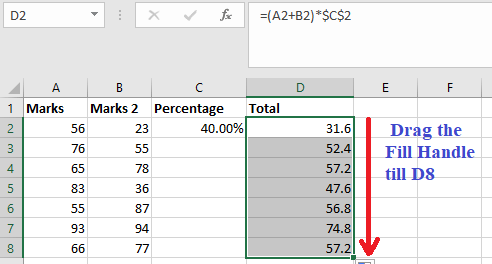 D2 fx =(A2+B2)*$C$2
A B C D E F
1 Marks Marks 2 Percentage Total
2 56 23 40.00% 31.6 Drag the
3 76 55 52.4 Fill Handle
4 65 78 57.2 till D8
5 83 36 47.6
6 55 87 56.8
7 93 94 74.8
8 66 77 57.2